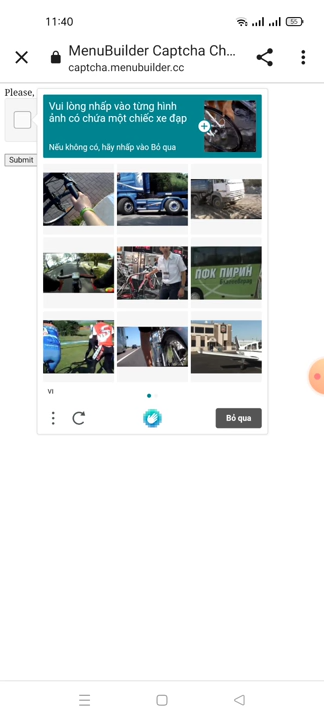 11:40
55
MenuBuilder Captcha Ch...
captcha.menubuilder.cc
Please,
Vui lòng nhấp vào từng hình
ảnh có chứa một chiếc xe đạp
Nếu không có, hãy nhấp vào Bỏ qua
Submit
ПФК ПИРИН
VI
Bỏ qua